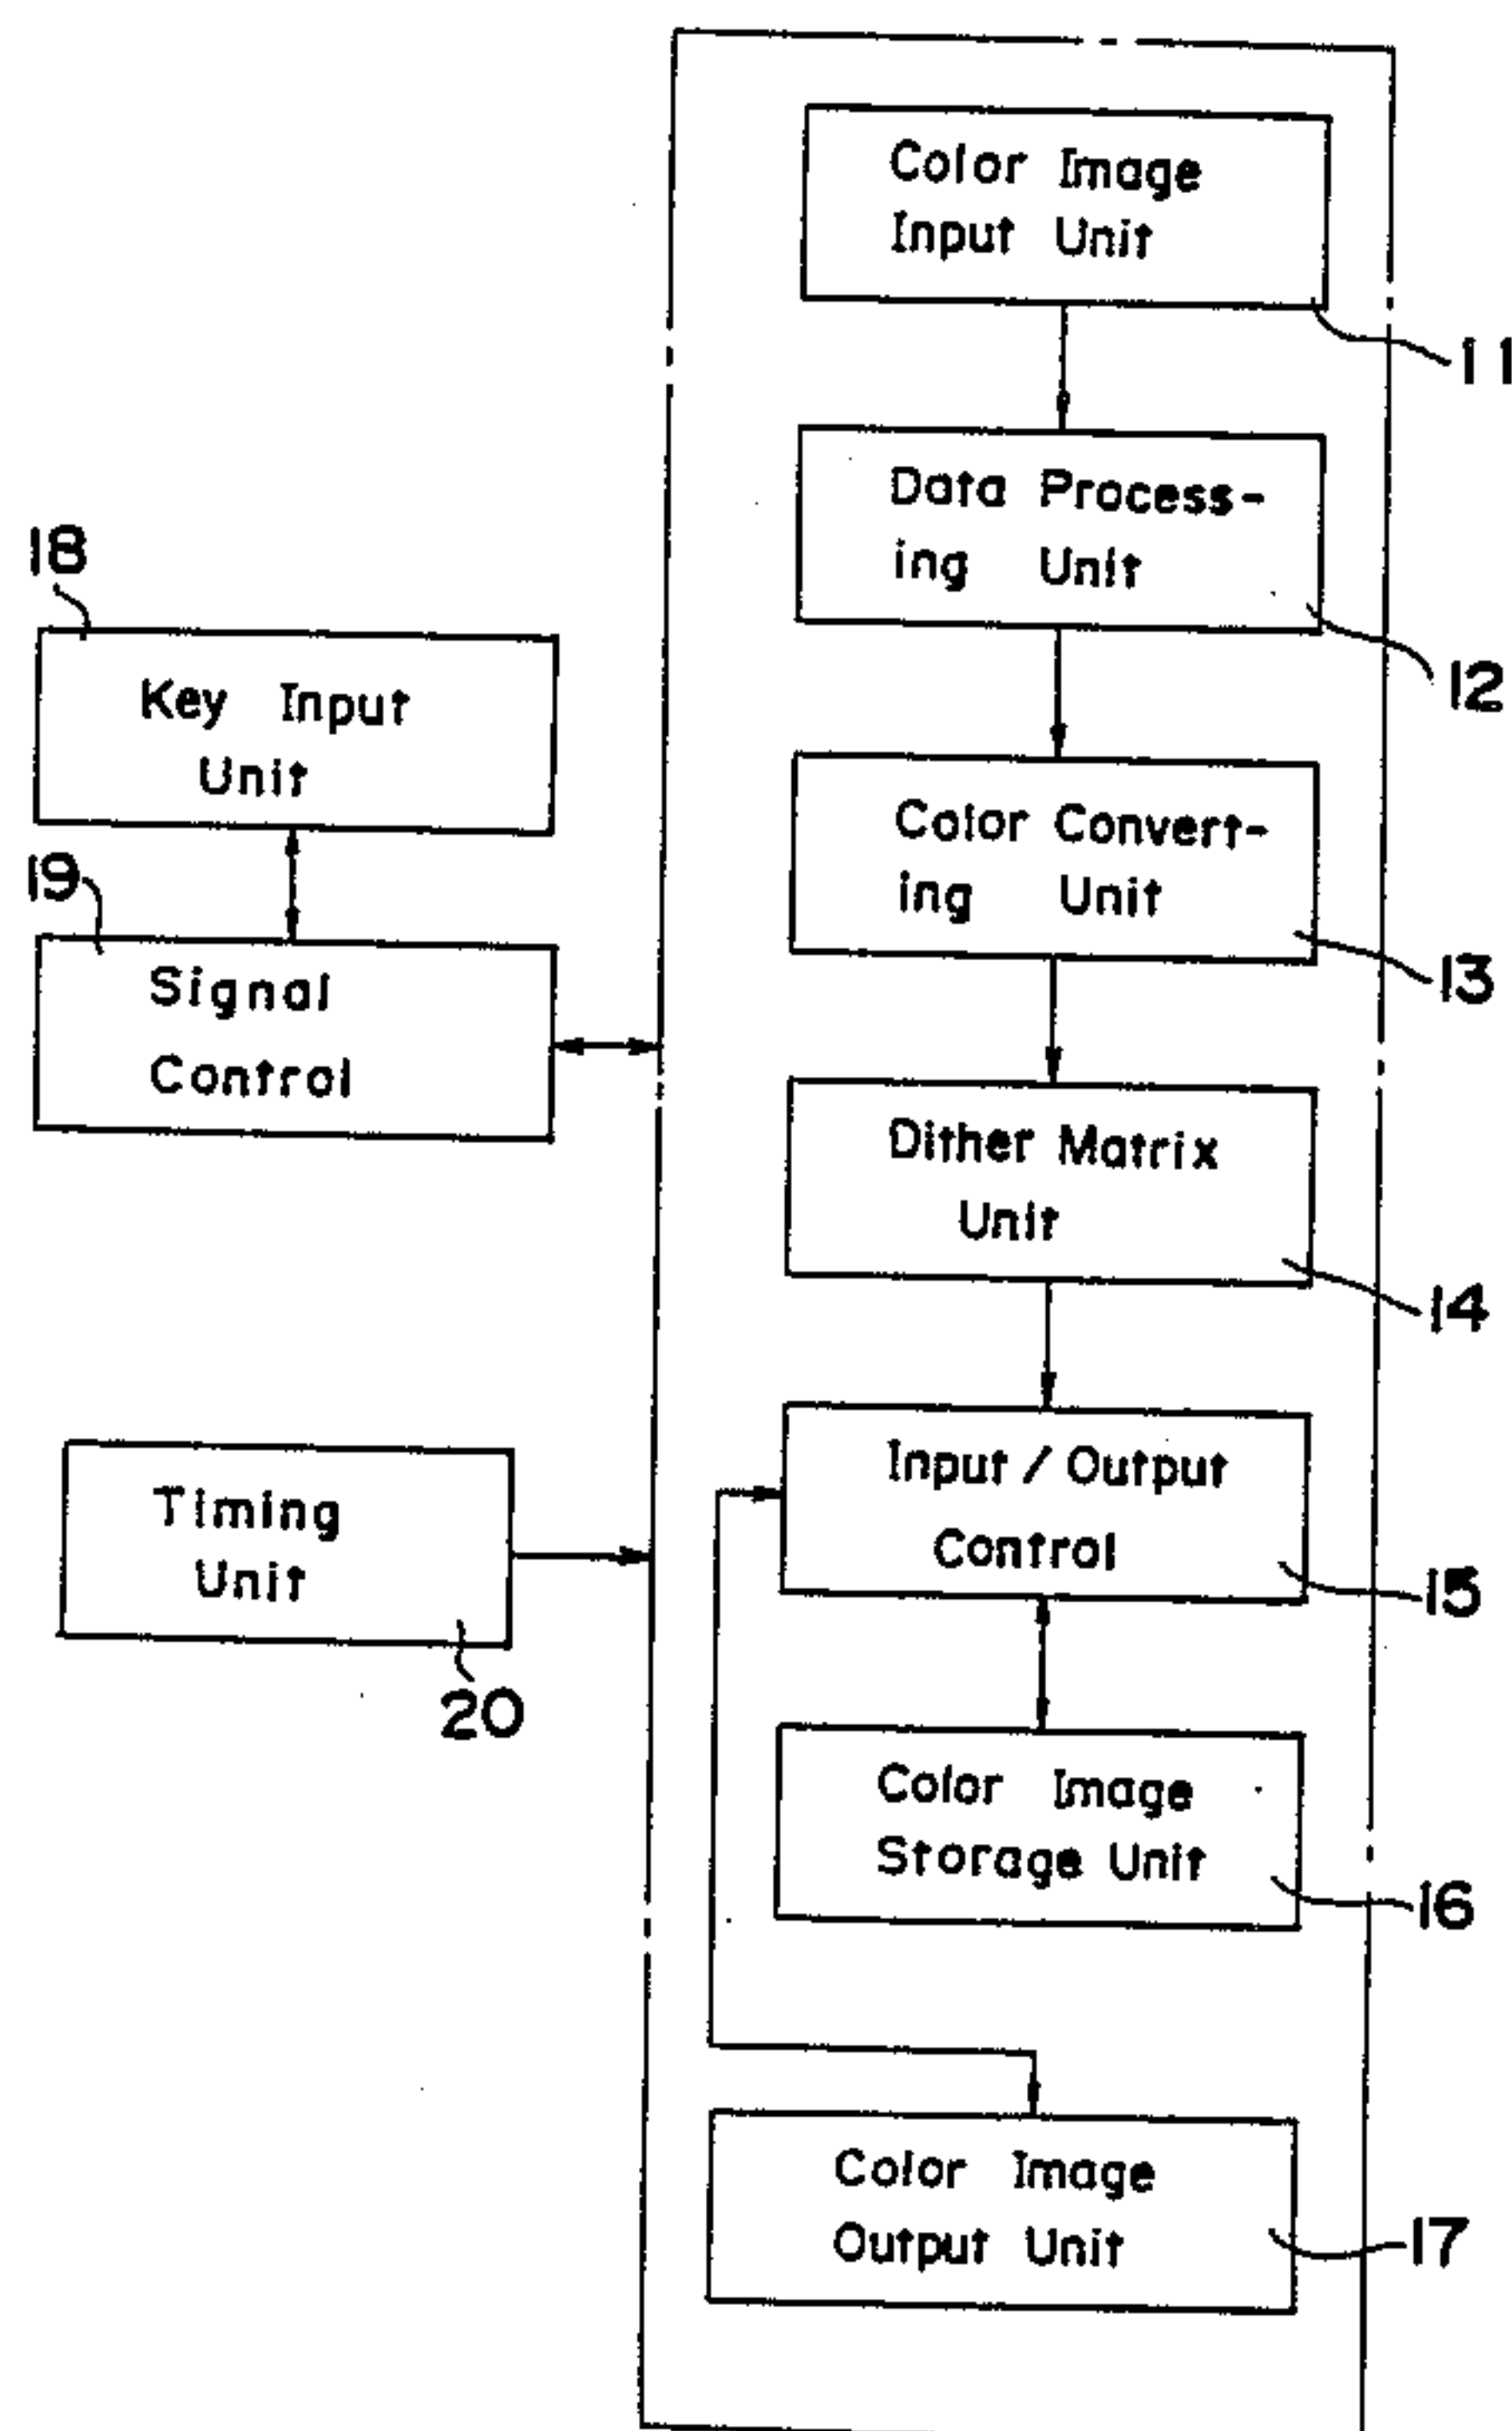 Color Image
Input Unit
11
Data Process-
ing Unit
12
18
Key Input
Unit
Color Convert-
ing Unit
13
19
Signal
Control
Dither Matrix
Unit
14
Input / Output
Control
15
Timing
Unit
20
Color Image
Storage Unit
16
Color Image
Output Unit
17